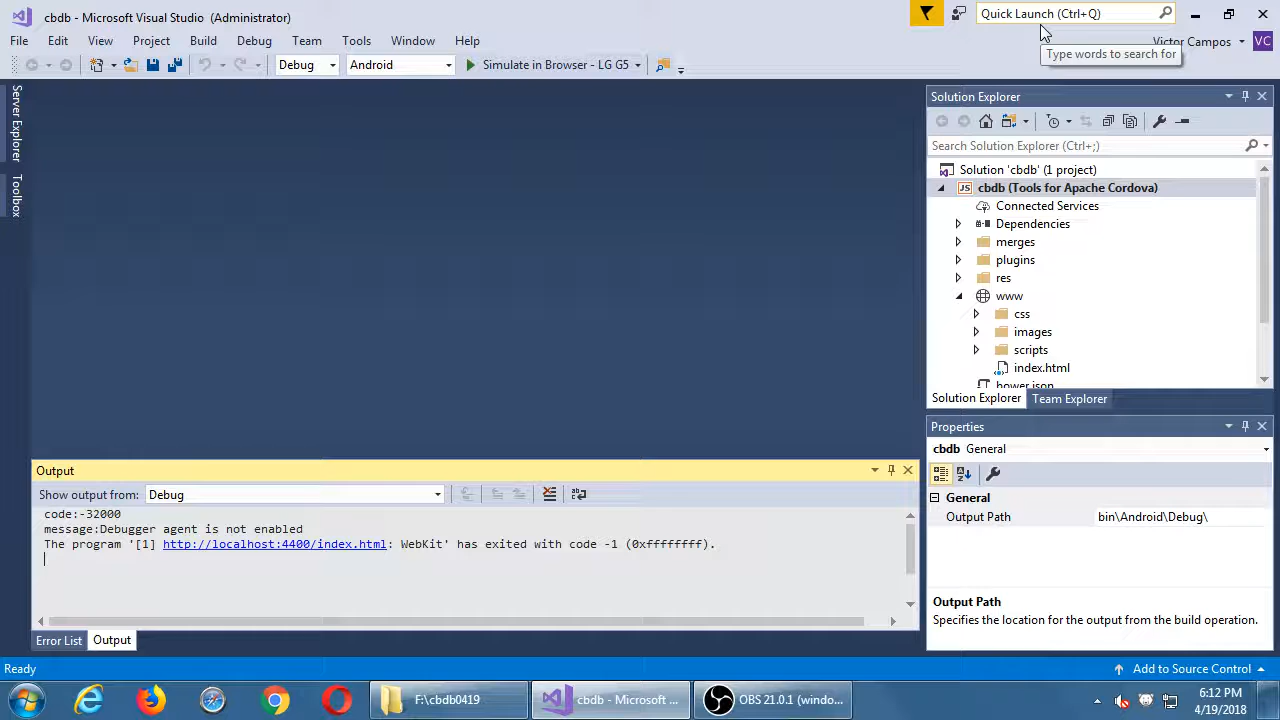 cbdb - Microsoft Visual Studio (Administrator)
Quick Launch (Ctrl+Q)
File Edit View Project Build Debug Team Tools Window Help
Victor Campos VC
Type words to search for
Debug Android Simulate in Browser - LG G5
Server Explorer
Toolbox
Solution Explorer
Search Solution Explorer (Ctrl+;)
Solution 'cbdb' (1 project)
JS cbdb (Tools for Apache Cordova)
Connected Services
Dependencies
merges
plugins
res
www
css
images
scripts
index.html
bower.json
Solution Explorer Team Explorer
Properties
cbdb General
General
Output Path bin\Android\Debug\
Output Path
Specifies the location for the output from the build operation.
Output
Show output from: Debug
code:-32000
message:Debugger agent is not enabled
The program '[1] http://localhost:4400/index.html: WebKit' has exited with code -1 (0xffffffff).
Error List Output
Ready
Add to Source Control
F:\cbdb0419
cbdb - Microsoft ...
OBS 21.0.1 (windo...
6:12 PM
4/19/2018